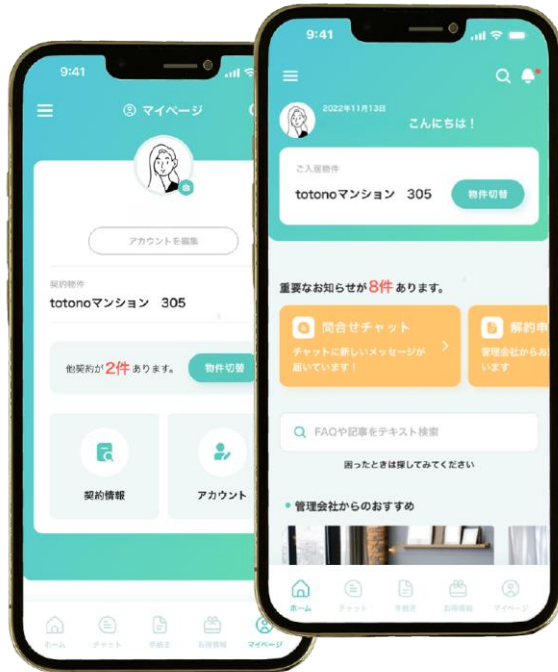 9:41
マイページ
アカウントを編集
契約物件
totonoマンション 305
他契約が2件あります。
物件切替
契約情報
アカウント
ホーム
チャット
手続き
お得情報
マイページ
9:41
2022年11月13日
こんにちは！
ご入居物件
totonoマンション 305
物件切替
重要なお知らせが8件あります。
問合せチャット
チャットに新しいメッセージが
届いています！
解約申
管理会社からお
います
FAQや記事をテキスト検索
困ったときは探してみてください
管理会社からのおすすめ
ホーム
チャット
手続き
お得情報
マイページ